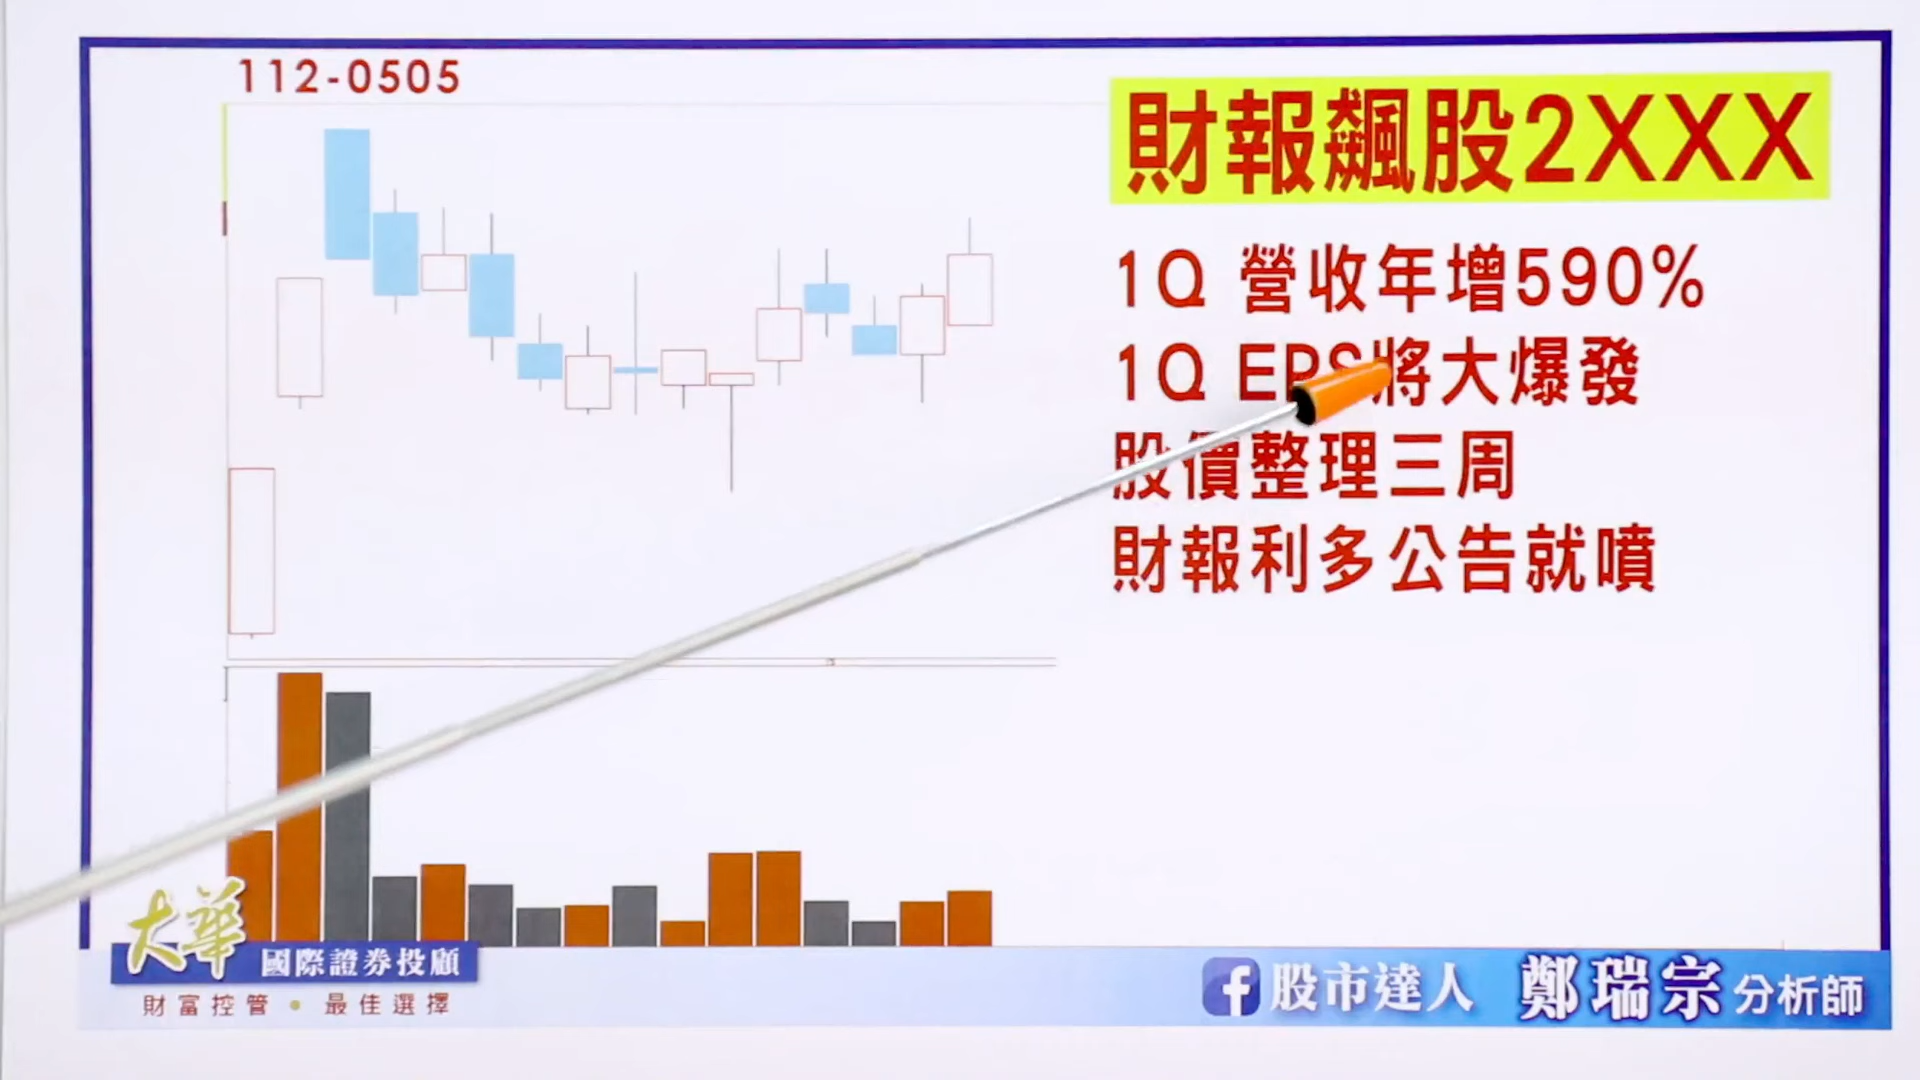 112-0505
財報飆股2XXX
1Q 營收年增590%
1Q EPS將大爆發
股價整理三周
財報利多公告就噴
大華
國際證券投顧
財富控管•最佳選擇
f 股市達人 鄭瑞宗 分析師